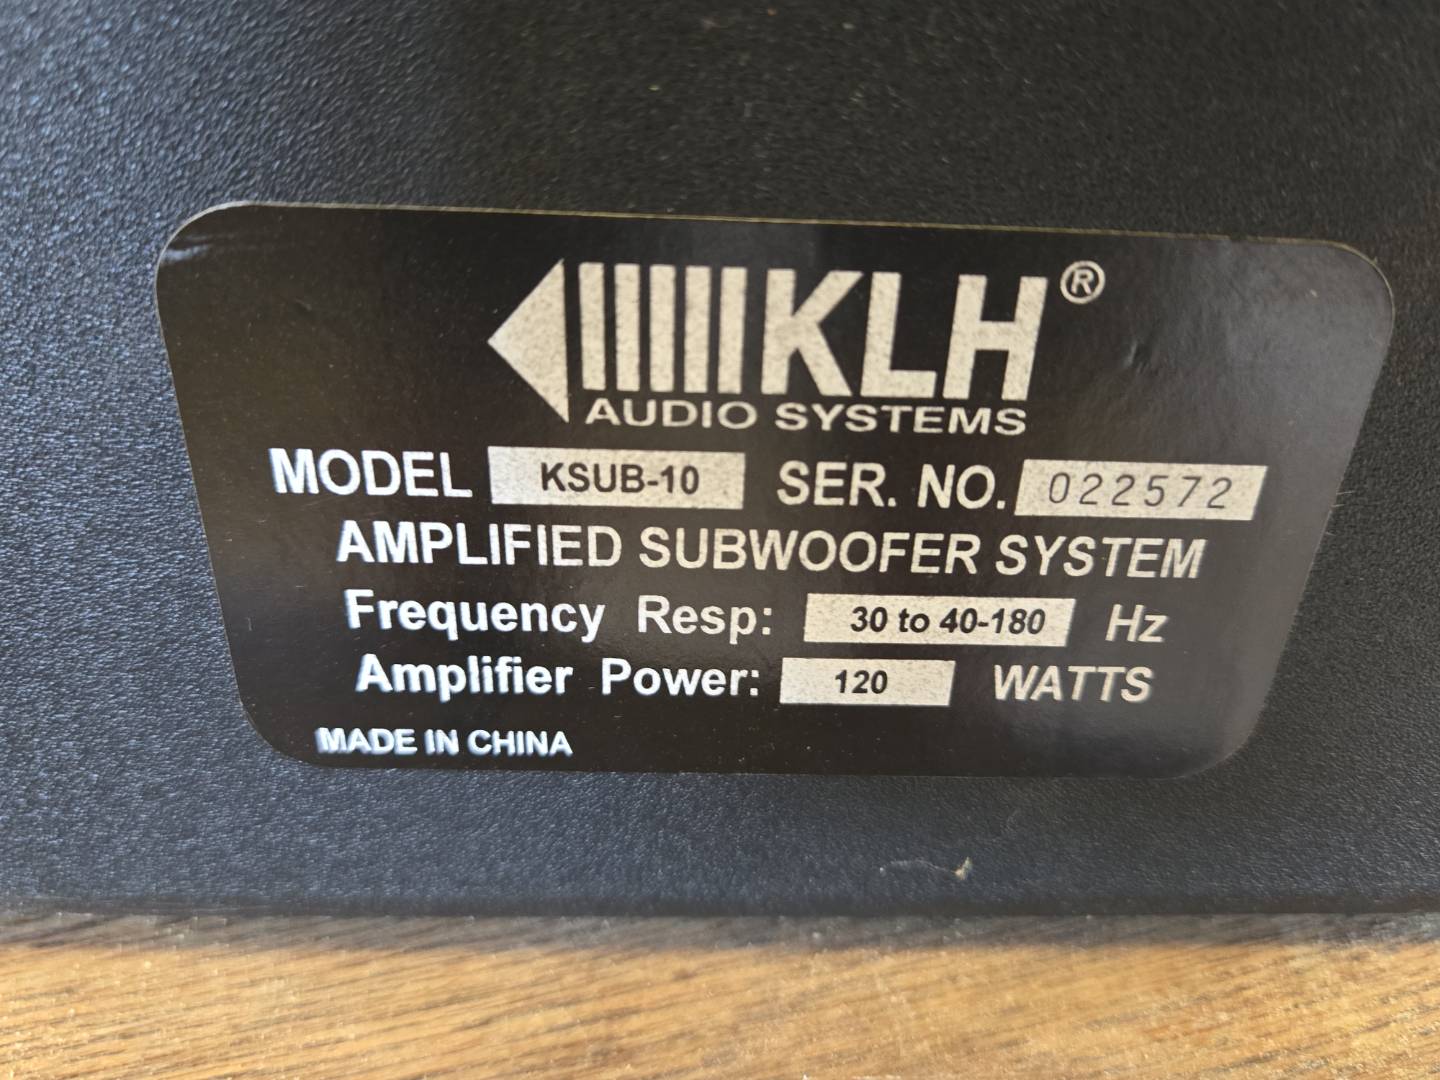 KLH®
AUDIO SYSTEMS
MODEL KSUB-10 SER. NO. 022572
AMPLIFIED SUBWOOFER SYSTEM
Frequency Resp: 30 to 40-180 Hz
Amplifier Power: 120 WATTS
MADE IN CHINA